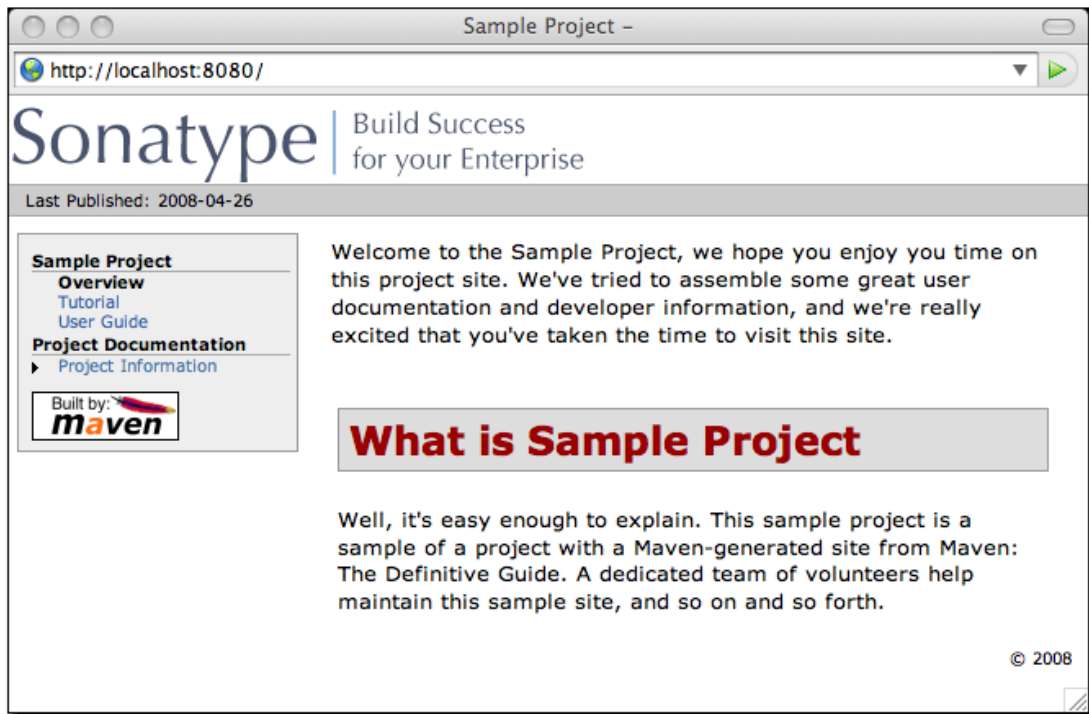 Sample Project –
http://localhost:8080/
Sonatype
Build Success
for your Enterprise
Last Published: 2008-04-26
Sample Project
Overview
Tutorial
User Guide
Project Documentation
Project Information
Built by:
maven
Welcome to the Sample Project, we hope you enjoy you time on
this project site. We've tried to assemble some great user
documentation and developer information, and we're really
excited that you've taken the time to visit this site.
What is Sample Project
Well, it's easy enough to explain. This sample project is a
sample of a project with a Maven-generated site from Maven:
The Definitive Guide. A dedicated team of volunteers help
maintain this sample site, and so on and so forth.
© 2008